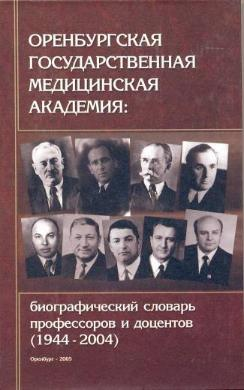 ОРЕНБУРГСКАЯ
ГОСУДАРСТВЕННАЯ
МЕДИЦИНСКАЯ
АКАДЕМИЯ:
биографический словарь
профессоров и доцентов
(1944 - 2004)
Оренбург - 2005